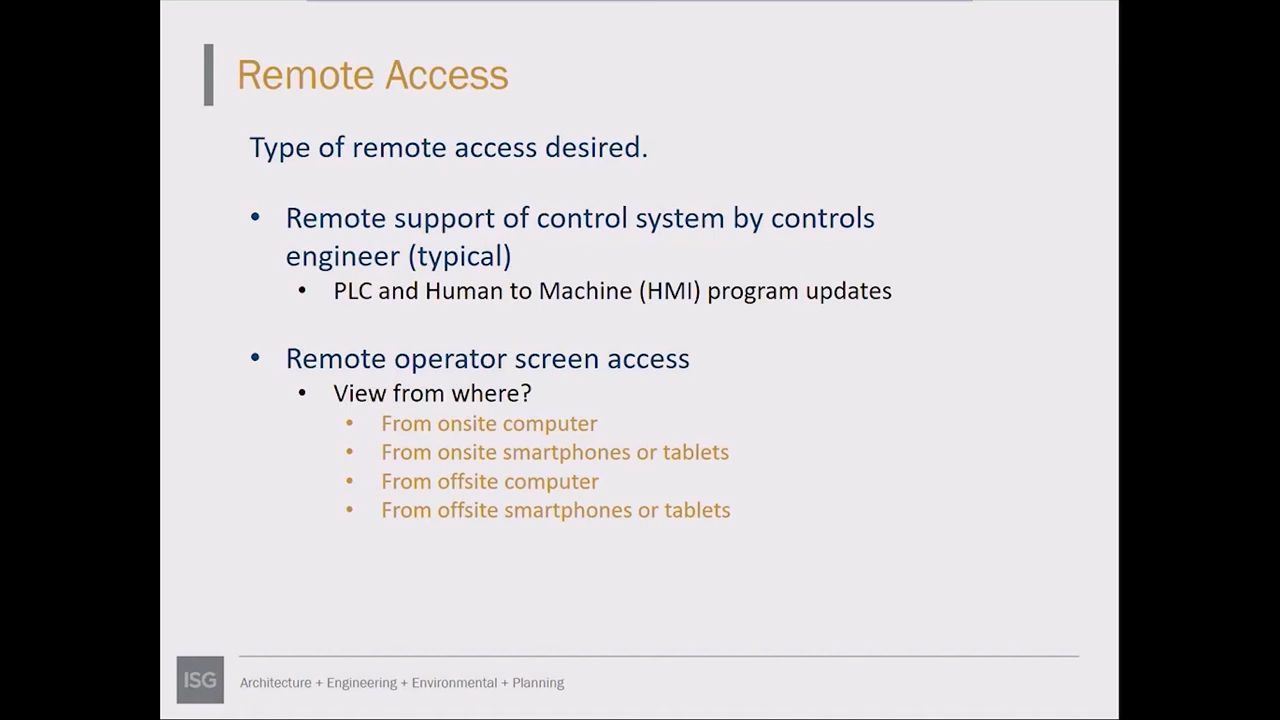 Remote Access
Type of remote access desired.
• Remote support of control system by controls
engineer (typical)
• PLC and Human to Machine (HMI) program updates
• Remote operator screen access
• View from where?
• From onsite computer
• From onsite smartphones or tablets
• From offsite computer
• From offsite smartphones or tablets
ISG
Architecture + Engineering + Environmental + Planning